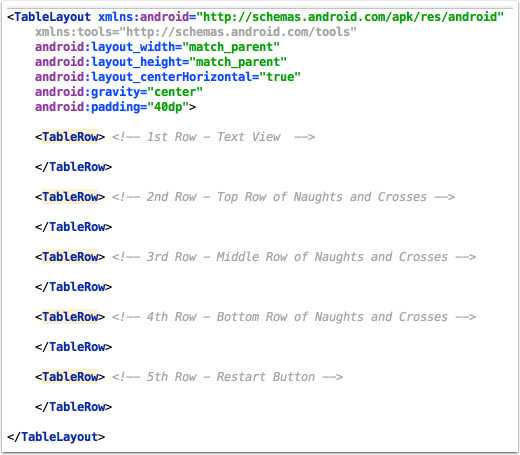 <TableLayout xmlns:android="http://schemas.android.com/apk/res/android"
    xmlns:tools="http://schemas.android.com/tools"
    android:layout_width="match_parent"
    android:layout_height="match_parent"
    android:layout_centerHorizontal="true"
    android:gravity="center"
    android:padding="40dp">
    <TableRow> <!-- 1st Row - Text View  -->
    </TableRow>
    <TableRow> <!-- 2nd Row - Top Row of Naughts and Crosses -->
    </TableRow>
    <TableRow> <!-- 3rd Row - Middle Row of Naughts and Crosses -->
    </TableRow>
    <TableRow> <!-- 4th Row - Bottom Row of Naughts and Crosses -->
    </TableRow>
    <TableRow> <!-- 5th Row - Restart Button -->
    </TableRow>
</TableLayout>